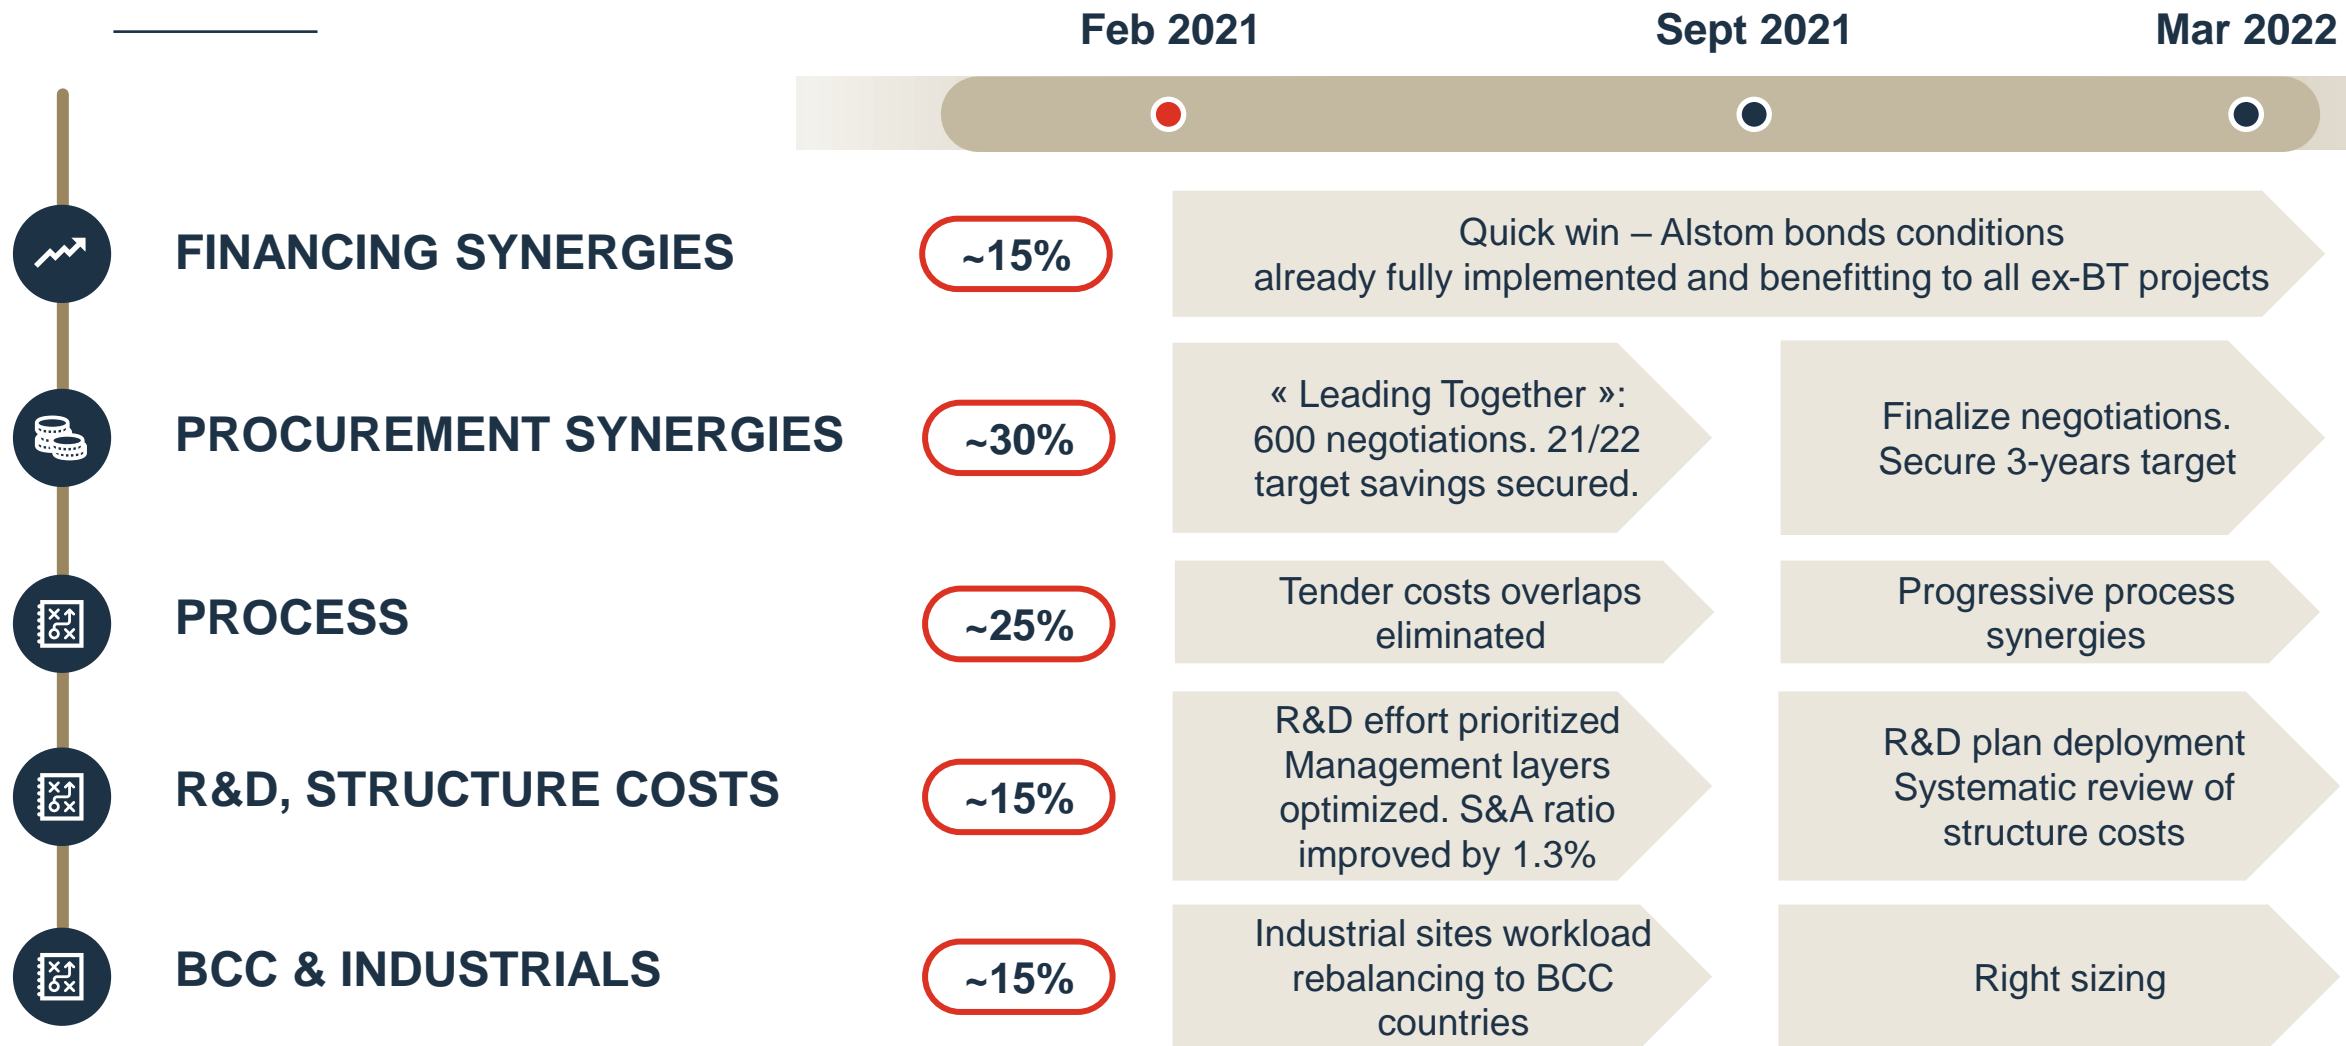 Feb 2021
Sept 2021
Mar 2022
FINANCING SYNERGIES
~15%
Quick win – Alstom bonds conditions
already fully implemented and benefitting to all ex-BT projects
PROCUREMENT SYNERGIES
~30%
« Leading Together »:
600 negotiations. 21/22
target savings secured.
Finalize negotiations.
Secure 3-years target
PROCESS
~25%
Tender costs overlaps
eliminated
Progressive process
synergies
R&D, STRUCTURE COSTS
~15%
R&D effort prioritized
Management layers
optimized. S&A ratio
improved by 1.3%
R&D plan deployment
Systematic review of
structure costs
BCC & INDUSTRIALS
~15%
Industrial sites workload
rebalancing to BCC
countries
Right sizing